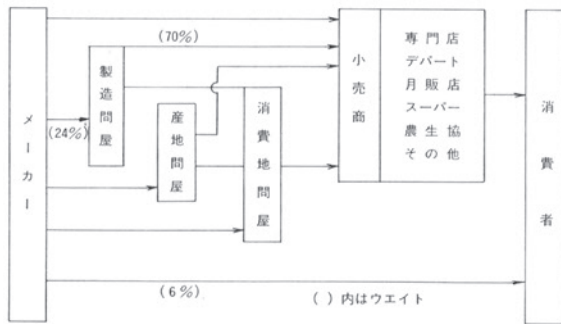 メーカー
(70%)
(24%)
製造問屋
産地問屋
消費地問屋
小売商
専門店
デパート
月販店
スーパー
農生協
その他
消費者
(6%)
( )内はウエイト